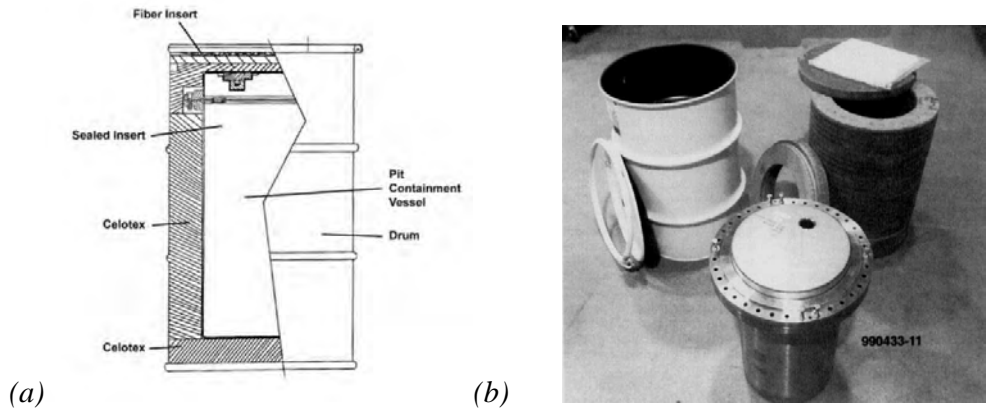 Fiber Insert
Sealed Insert
Pit
Containment
Vessel
Celotex
Drum
Celotex
990433-11
(a)
(b)